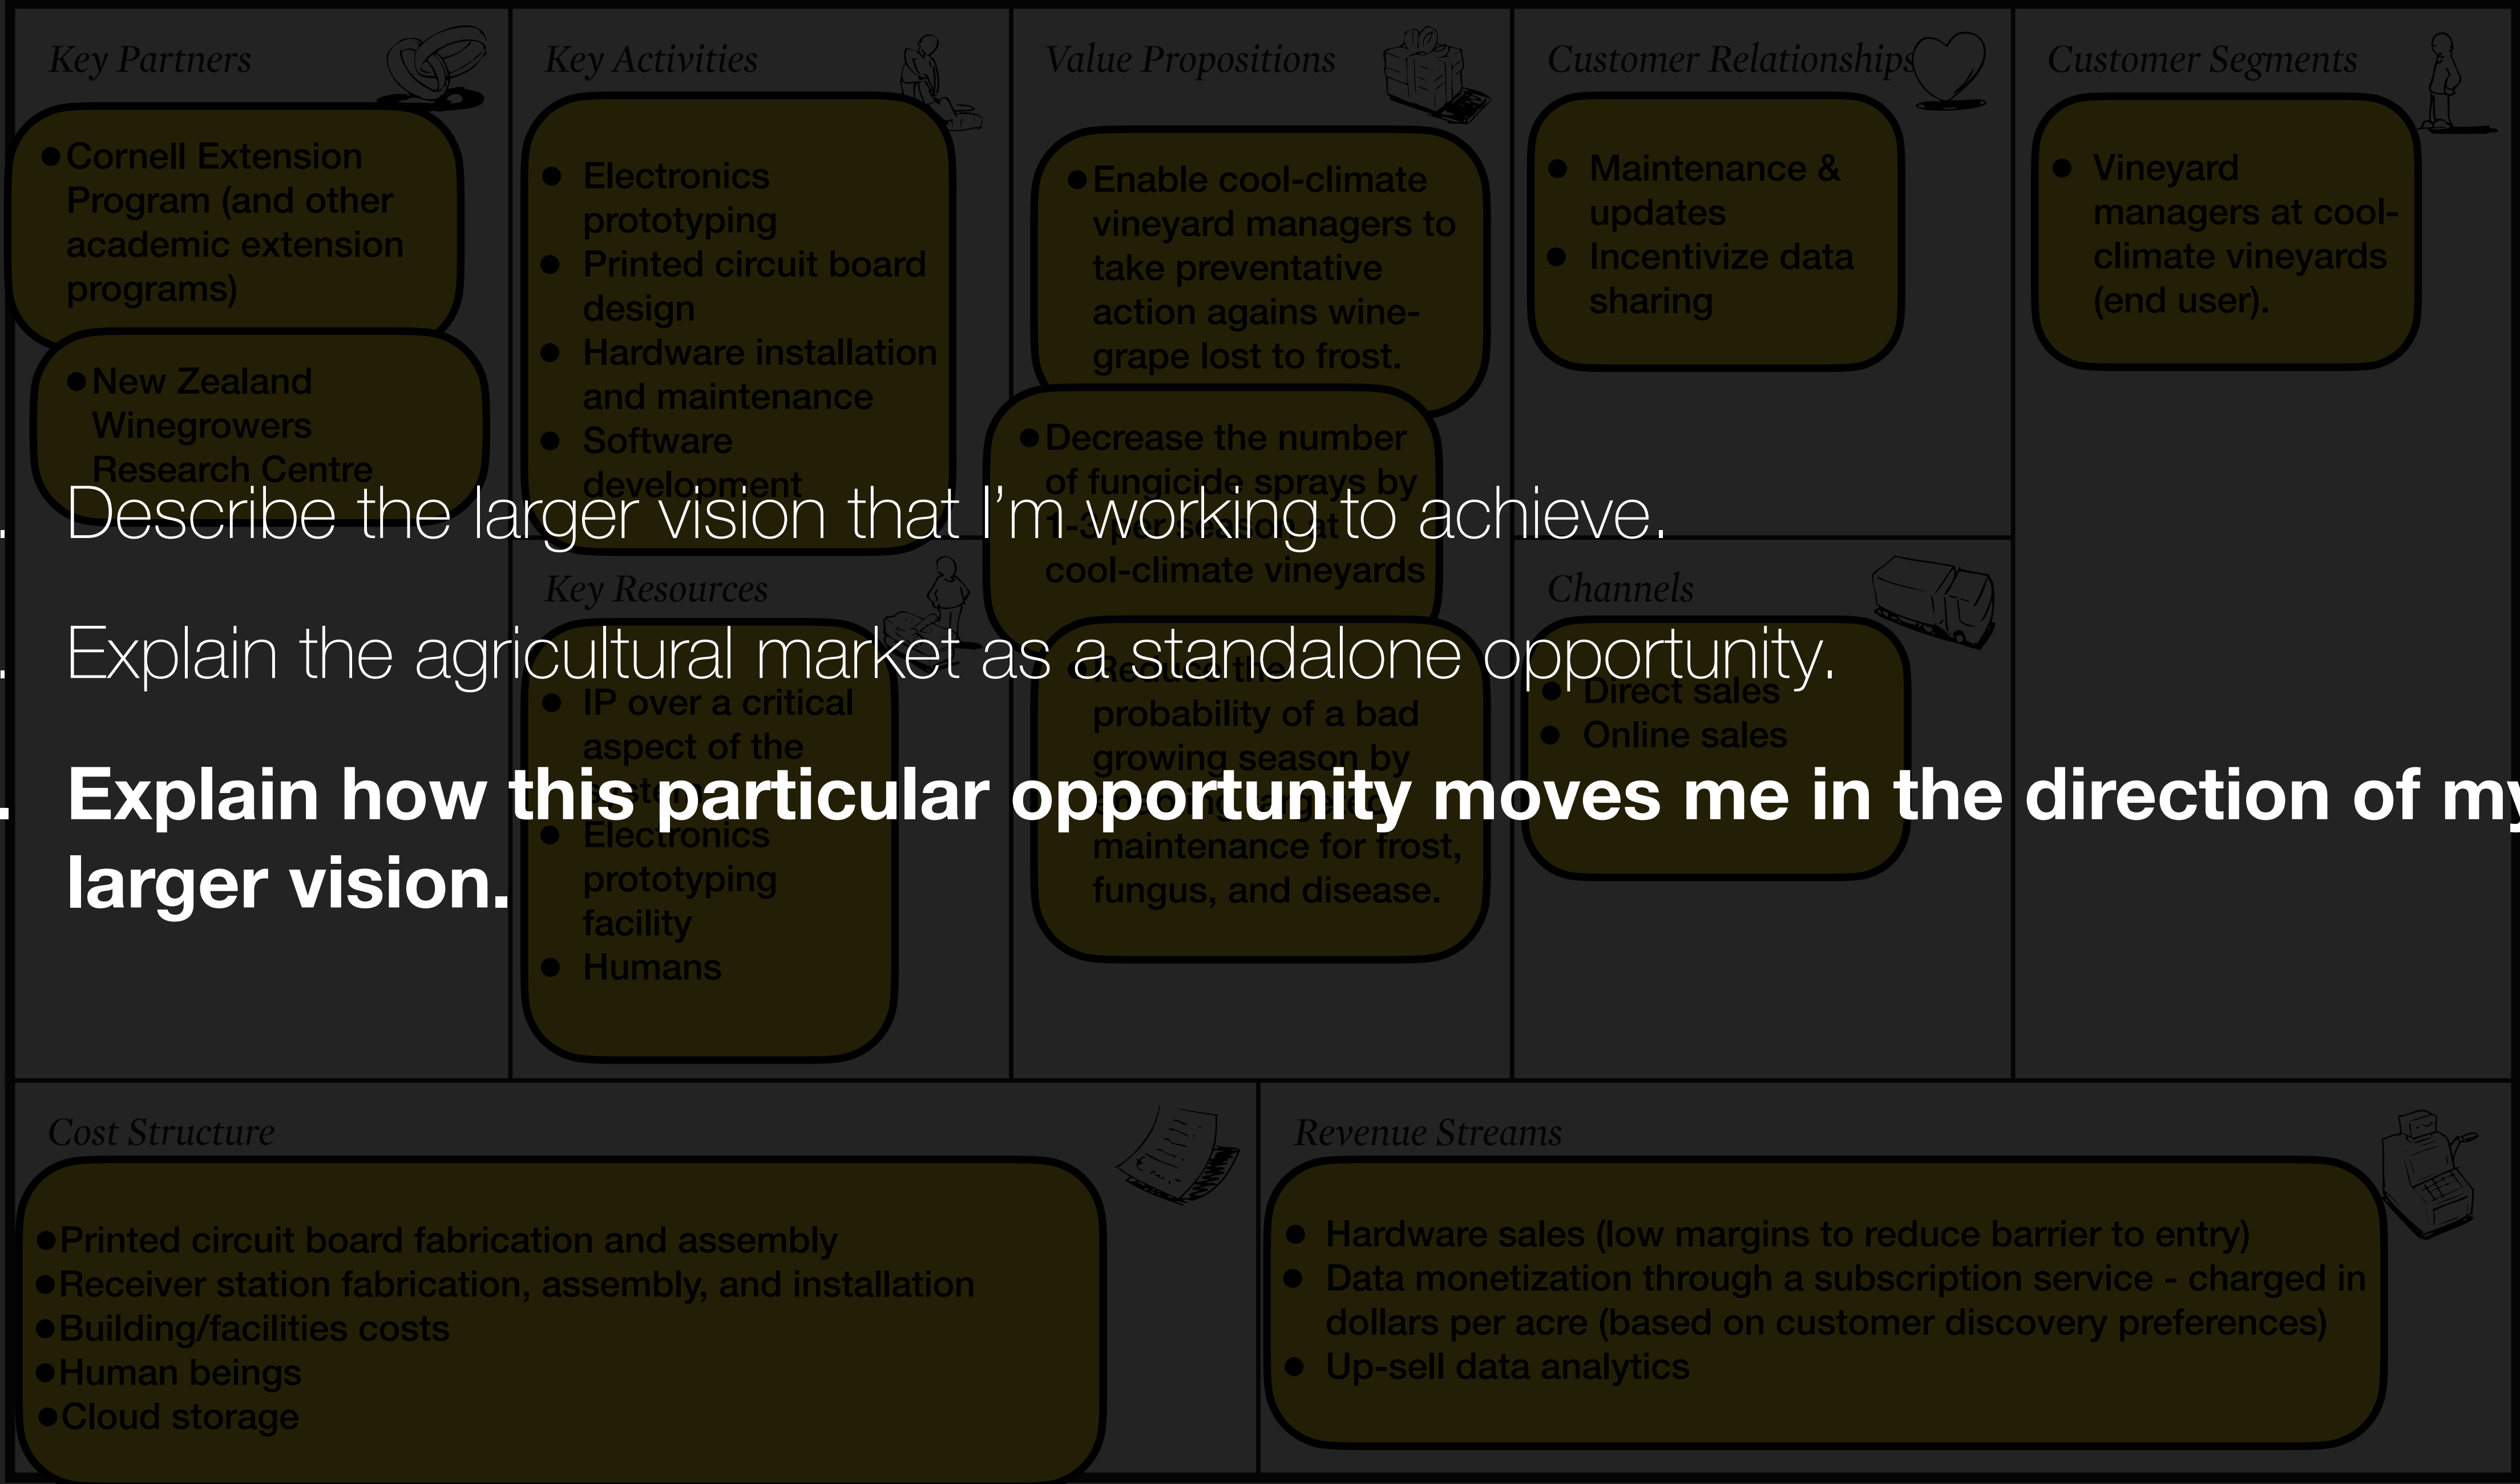 Key Partners
● Cornell Extension
Program (and other
academic extension
programs)
● New Zealand
Winegrowers
Research Centre
Key Activities
● Electronics
prototyping
● Printed circuit board
design
● Hardware installation
and maintenance
● Software
development
Key Resources
● IP over a critical
aspect of the
● Electronics
prototyping
facility
● Humans
Value Propositions
● Enable cool-climate
vineyard managers to
take preventative
action agains wine-
grape lost to frost.
● Decrease the number
of fungicide sprays by
1-3 per season at
cool-climate vineyards
● Reduce the
probability of a bad
growing season by
maintenance for frost,
fungus, and disease.
Customer Relationships
● Maintenance &
updates
● Incentivize data
sharing
Channels
● Direct sales
● Online sales
Customer Segments
● Vineyard
managers at cool-
climate vineyards
(end user).
. Describe the larger vision that I’m working to achieve.
. Explain the agricultural market as a standalone opportunity.
. Explain how this particular opportunity moves me in the direction of my
larger vision.
Cost Structure
● Printed circuit board fabrication and assembly
● Receiver station fabrication, assembly, and installation
● Building/facilities costs
● Human beings
● Cloud storage
Revenue Streams
● Hardware sales (low margins to reduce barrier to entry)
● Data monetization through a subscription service - charged in
dollars per acre (based on customer discovery preferences)
● Up-sell data analytics